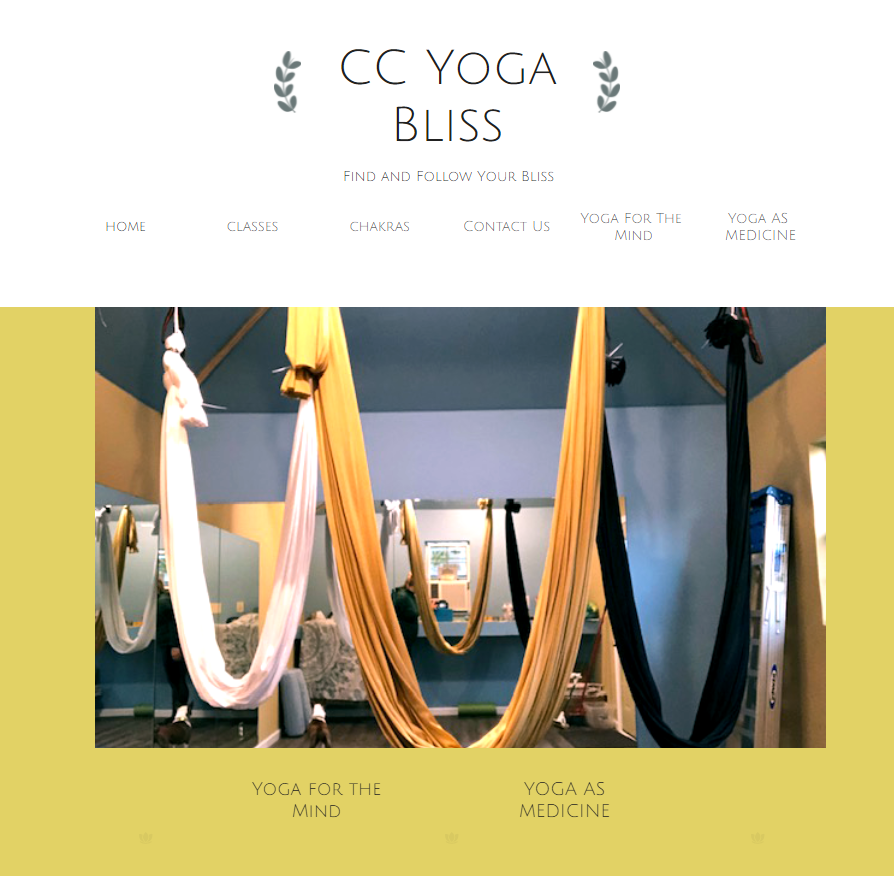 CC Yoga
Bliss
Find and Follow Your Bliss
home
classes
chakras
Contact Us
Yoga For The
Mind
Yoga AS
MEDICINE
Yoga for the
Mind
YOGA AS
MEDICINE